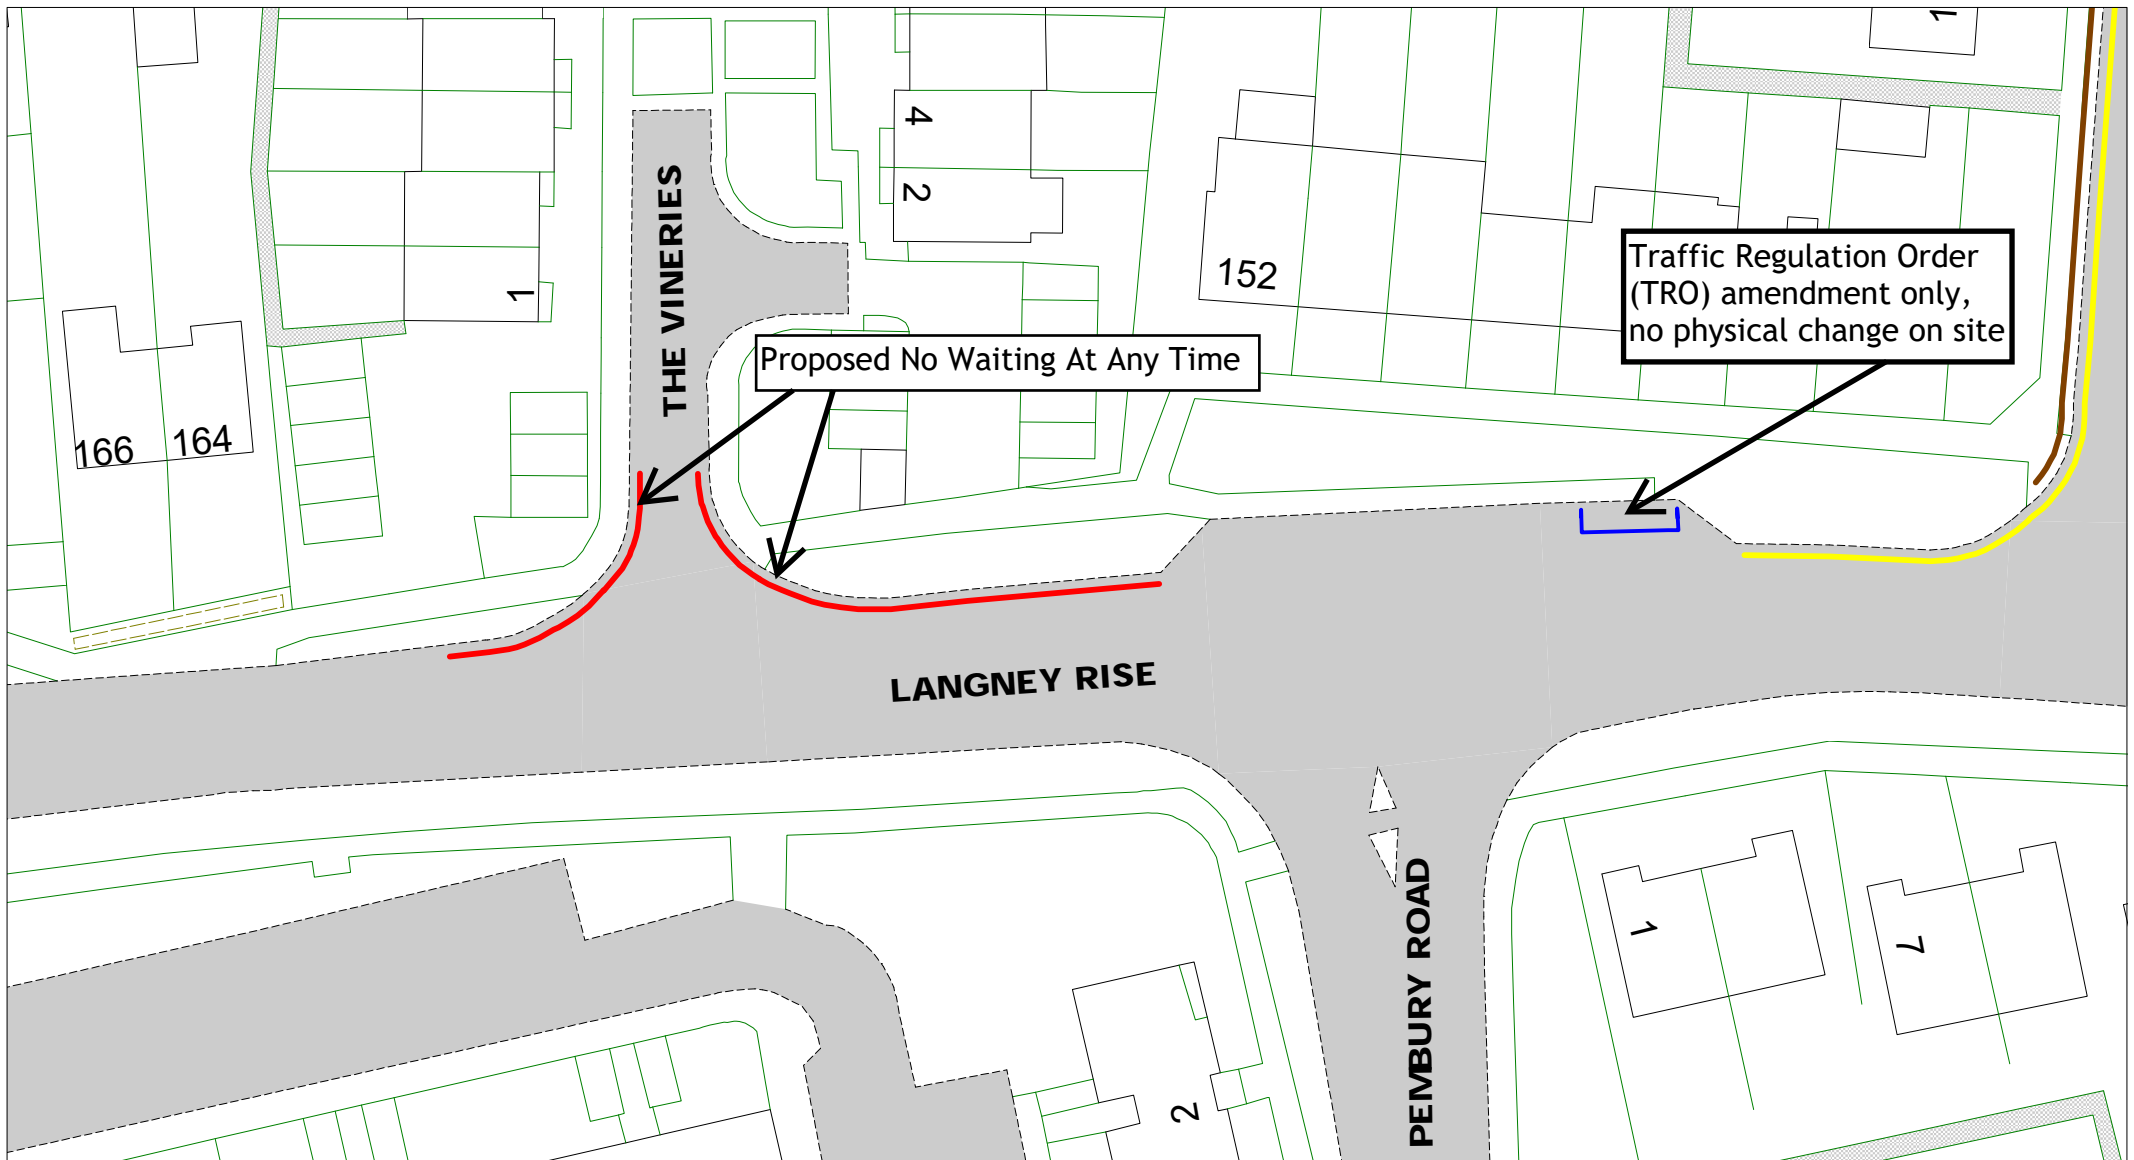 1
4
2
THE VINERIES
152
1
Traffic Regulation Order
(TRO) amendment only,
no physical change on site
Proposed No Waiting At Any Time
166
164
LANGNEY RISE
PEMBURY ROAD
1
7
2